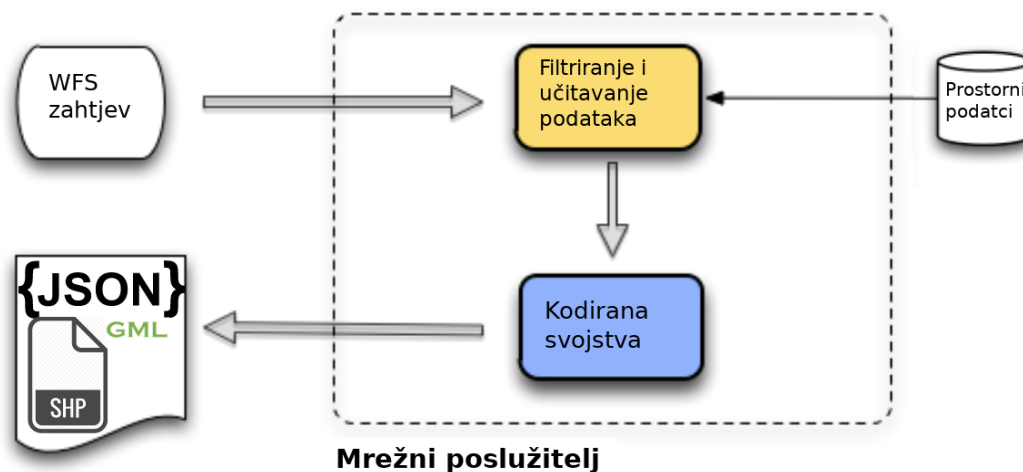 WFS
zahtjev
Filtriranje i
učitavanje
podataka
Prostorni
podatci
{JSON}
GML
SHP
Kodirana
svojstva
Mrežni poslužitelj